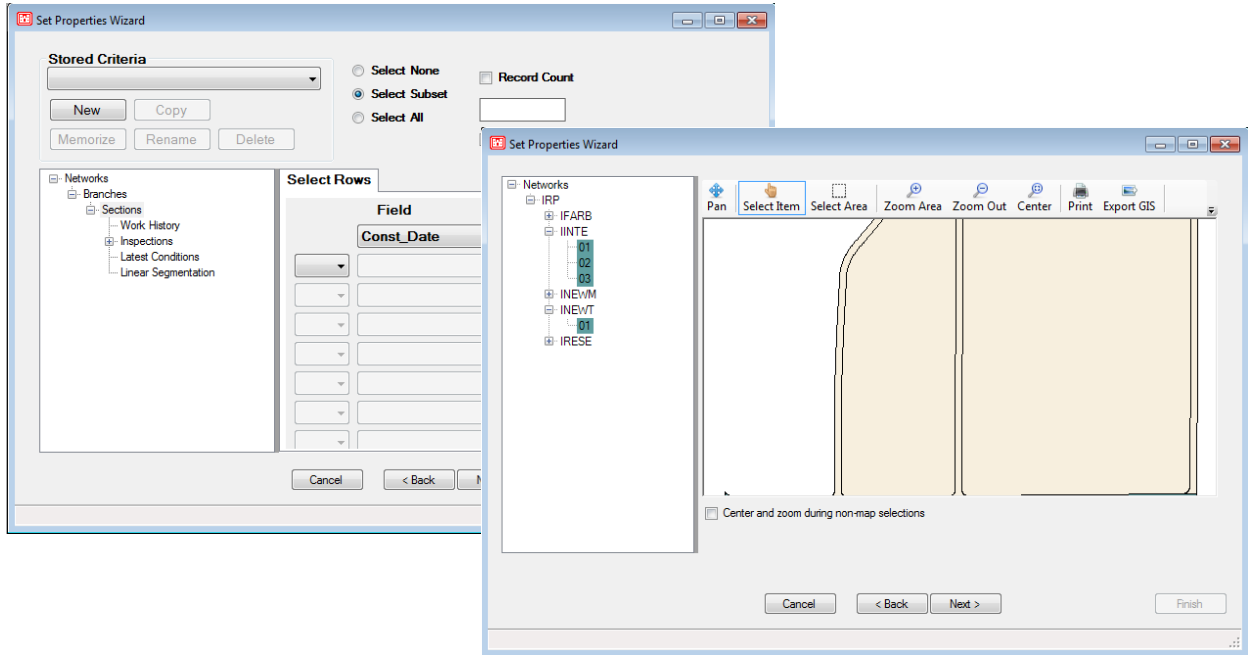 Set Properties Wizard
Stored Criteria
New Copy
Memorize Rename Delete
Select None
Select Subset
Select All
Record Count
Networks
Branches
Sections
Work History
Inspections
Latest Conditions
Linear Segmentation
Select Rows
Field
Const_Date
Cancel < Back
Set Properties Wizard
Networks
IRP
IFARB
IINTE
01
02
03
INEWM
INEWT
01
IRESE
Pan Select Item Select Area Zoom Area Zoom Out Center Print Export GIS
Center and zoom during non-map selections
Cancel < Back Next > Finish